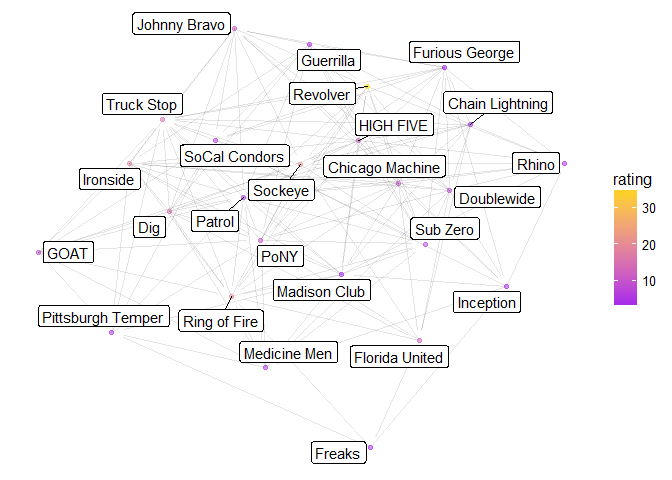 Johnny Bravo
Guerrilla
Furious George
Revolver
Truck Stop
Chain Lightning
HIGH FIVE
SoCal Condors
Chicago Machine
Rhino
Ironside
Sockeye
Doublewide
Dig
Patrol
Sub Zero
GOAT
PoNY
Madison Club
Inception
Pittsburgh Temper
Ring of Fire
Medicine Men
Florida United
Freaks
rating
30
20
10